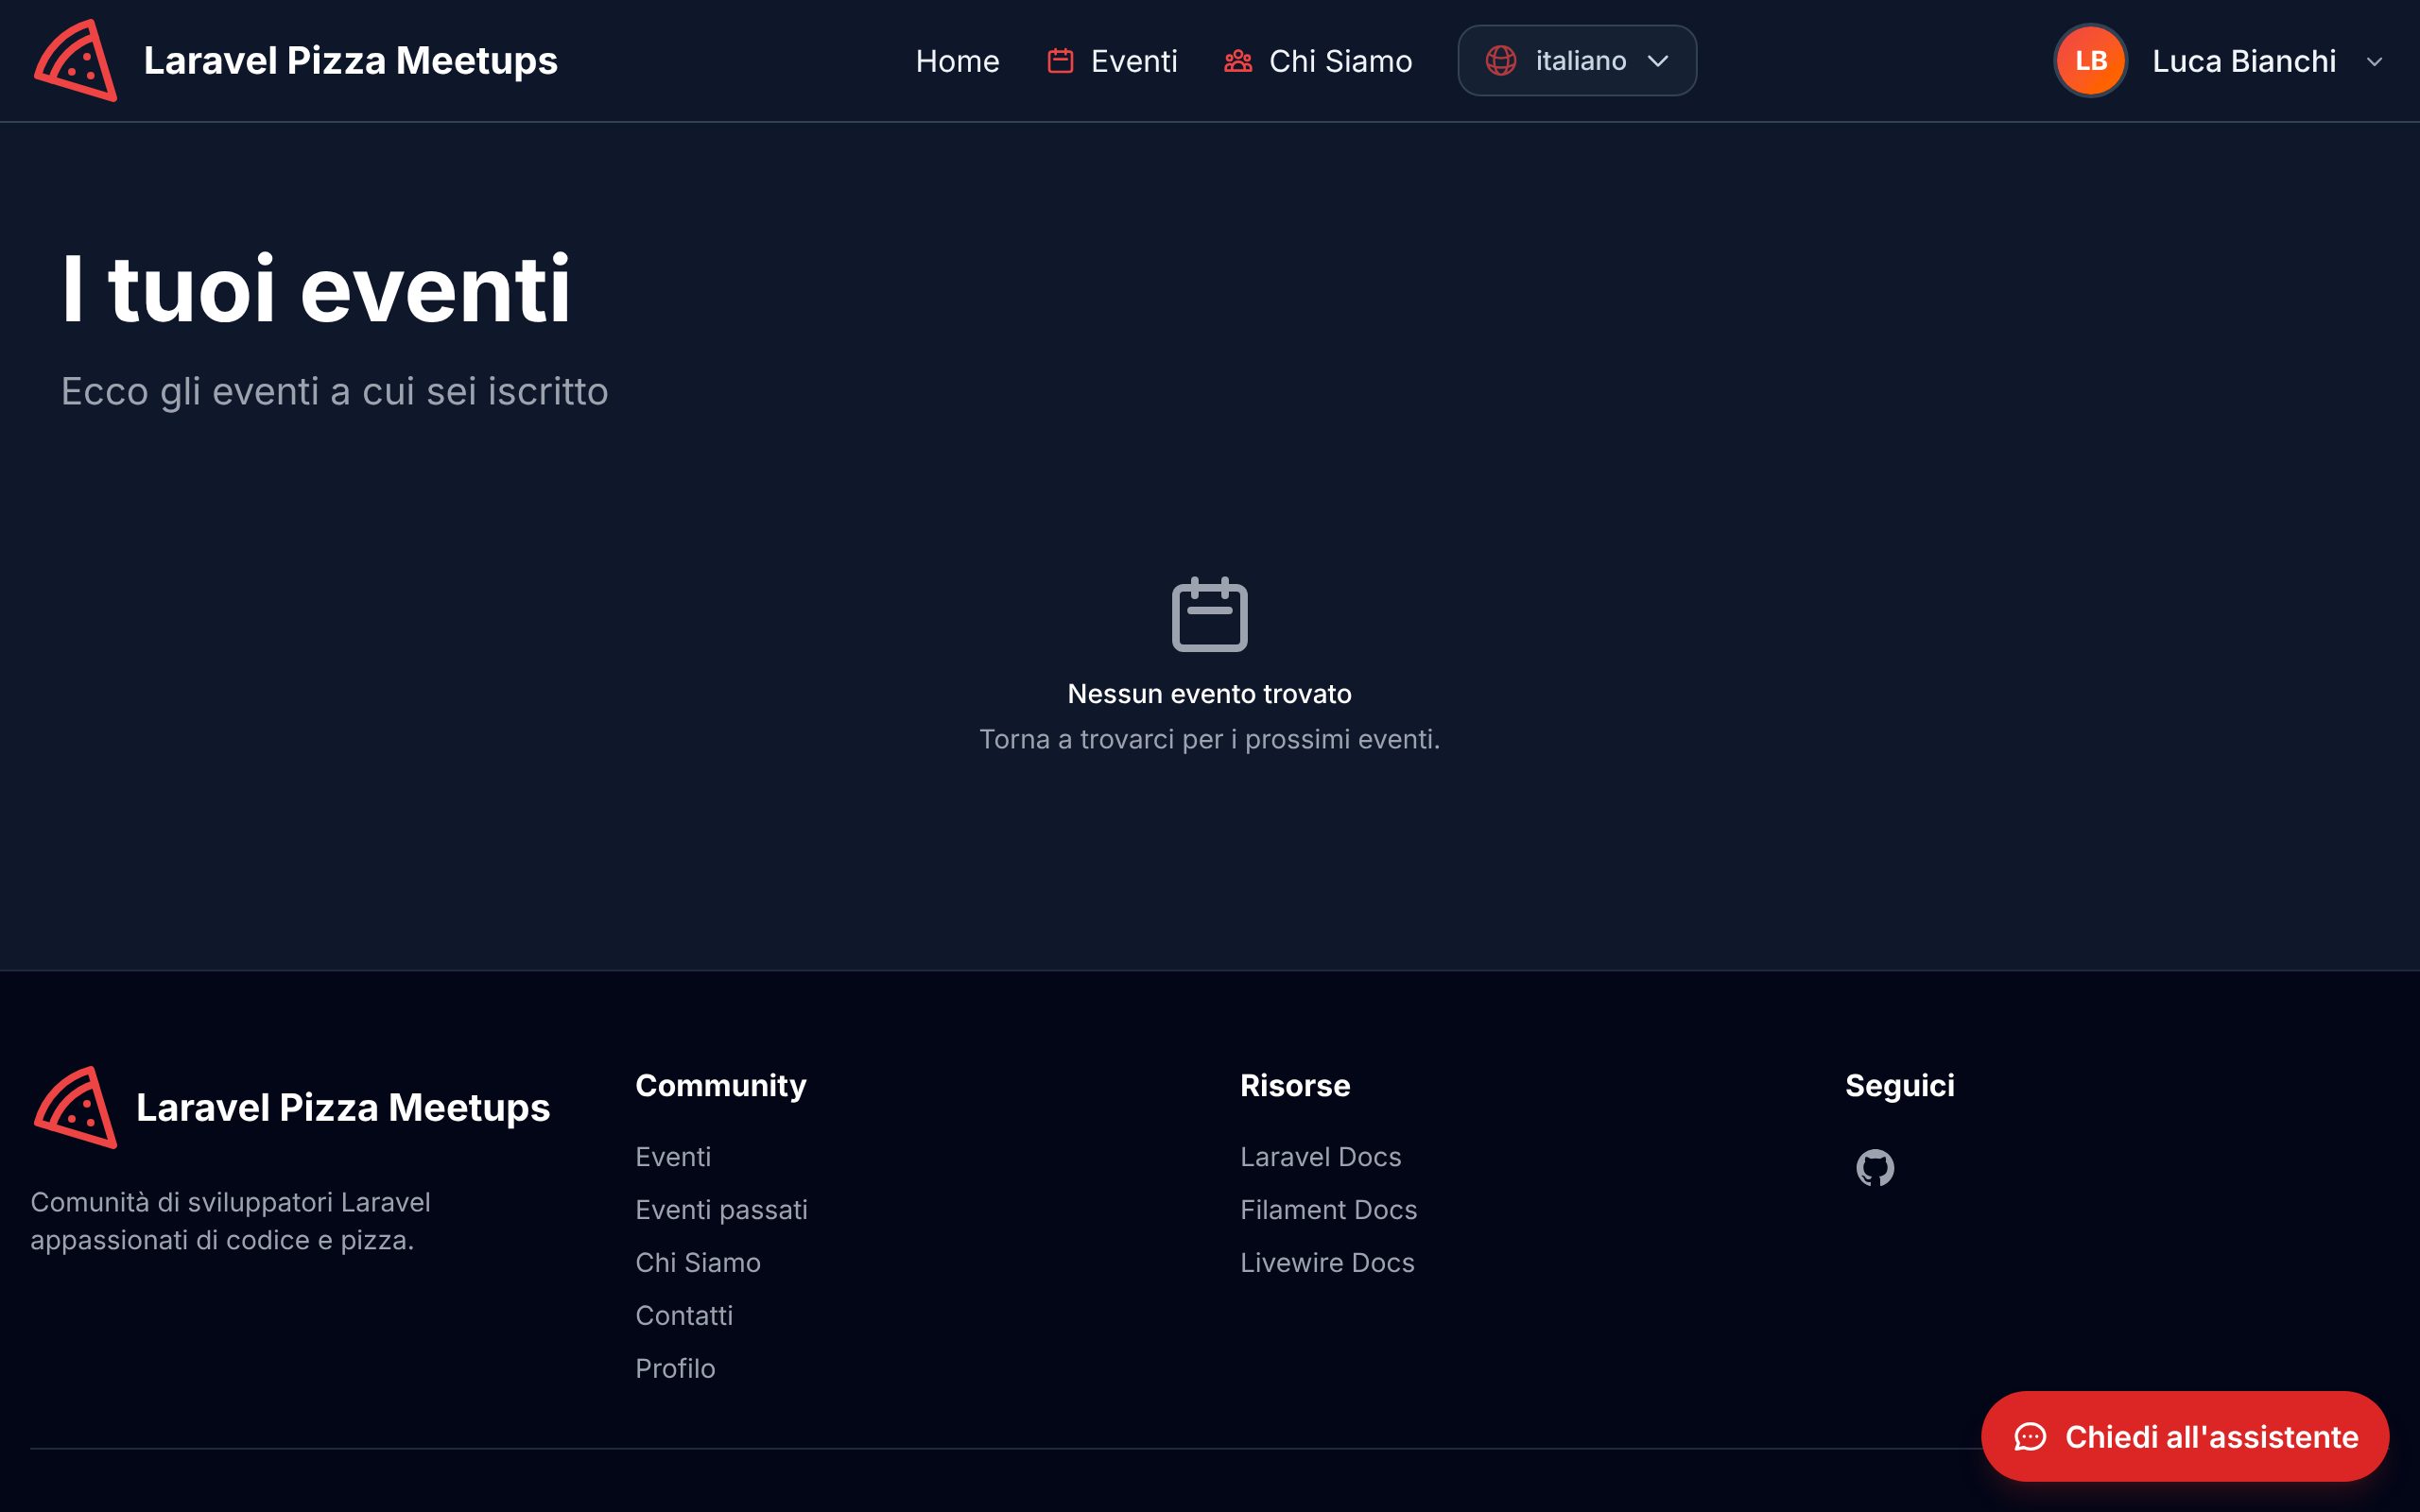 Laravel Pizza Meetups
Home
Eventi
Chi Siamo
italiano
LB
Luca Bianchi
I tuoi eventi
Ecco gli eventi a cui sei iscritto
Nessun evento trovato
Torna a trovarci per i prossimi eventi.
Laravel Pizza Meetups
Comunità di sviluppatori Laravel
appassionati di codice e pizza.
Community
Eventi
Eventi passati
Chi Siamo
Contatti
Profilo
Risorse
Laravel Docs
Filament Docs
Livewire Docs
Seguici
Chiedi all'assistente